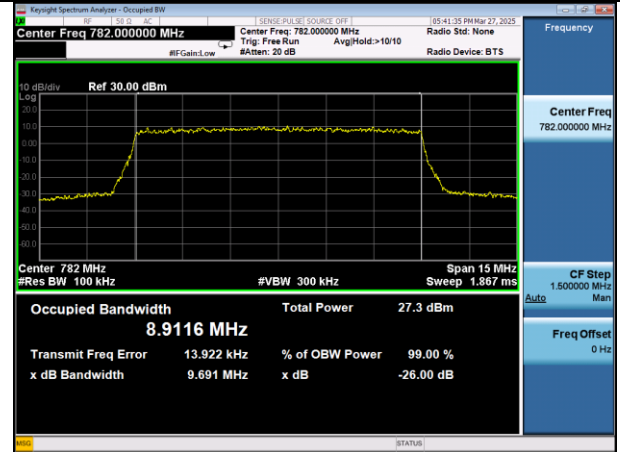 Keysight Spectrum Analyzer - Occupied BW
RF 50 Ω AC SENSE:PULSE SOURCE OFF 05:41:35 PM Mar 27, 2025
Center Freq 782.000000 MHz Center Freq: 782.000000 MHz Radio Std: None
Trig: Free Run Avg|Hold:>10/10
#IFGain:Low #Atten: 20 dB Radio Device: BTS
10 dB/div Ref 30.00 dBm
Log
20.0
10.0
0.00
-10.0
-20.0
-30.0
-40.0
-50.0
-60.0
Center 782 MHz Span 15 MHz
#Res BW 100 kHz #VBW 300 kHz Sweep 1.867 ms
Occupied Bandwidth Total Power 27.3 dBm
8.9116 MHz
Transmit Freq Error 13.922 kHz % of OBW Power 99.00 %
x dB Bandwidth 9.691 MHz x dB -26.00 dB
Frequency
Center Freq
782.000000 MHz
CF Step
1.500000 MHz
Auto Man
Freq Offset
0 Hz
MSG STATUS